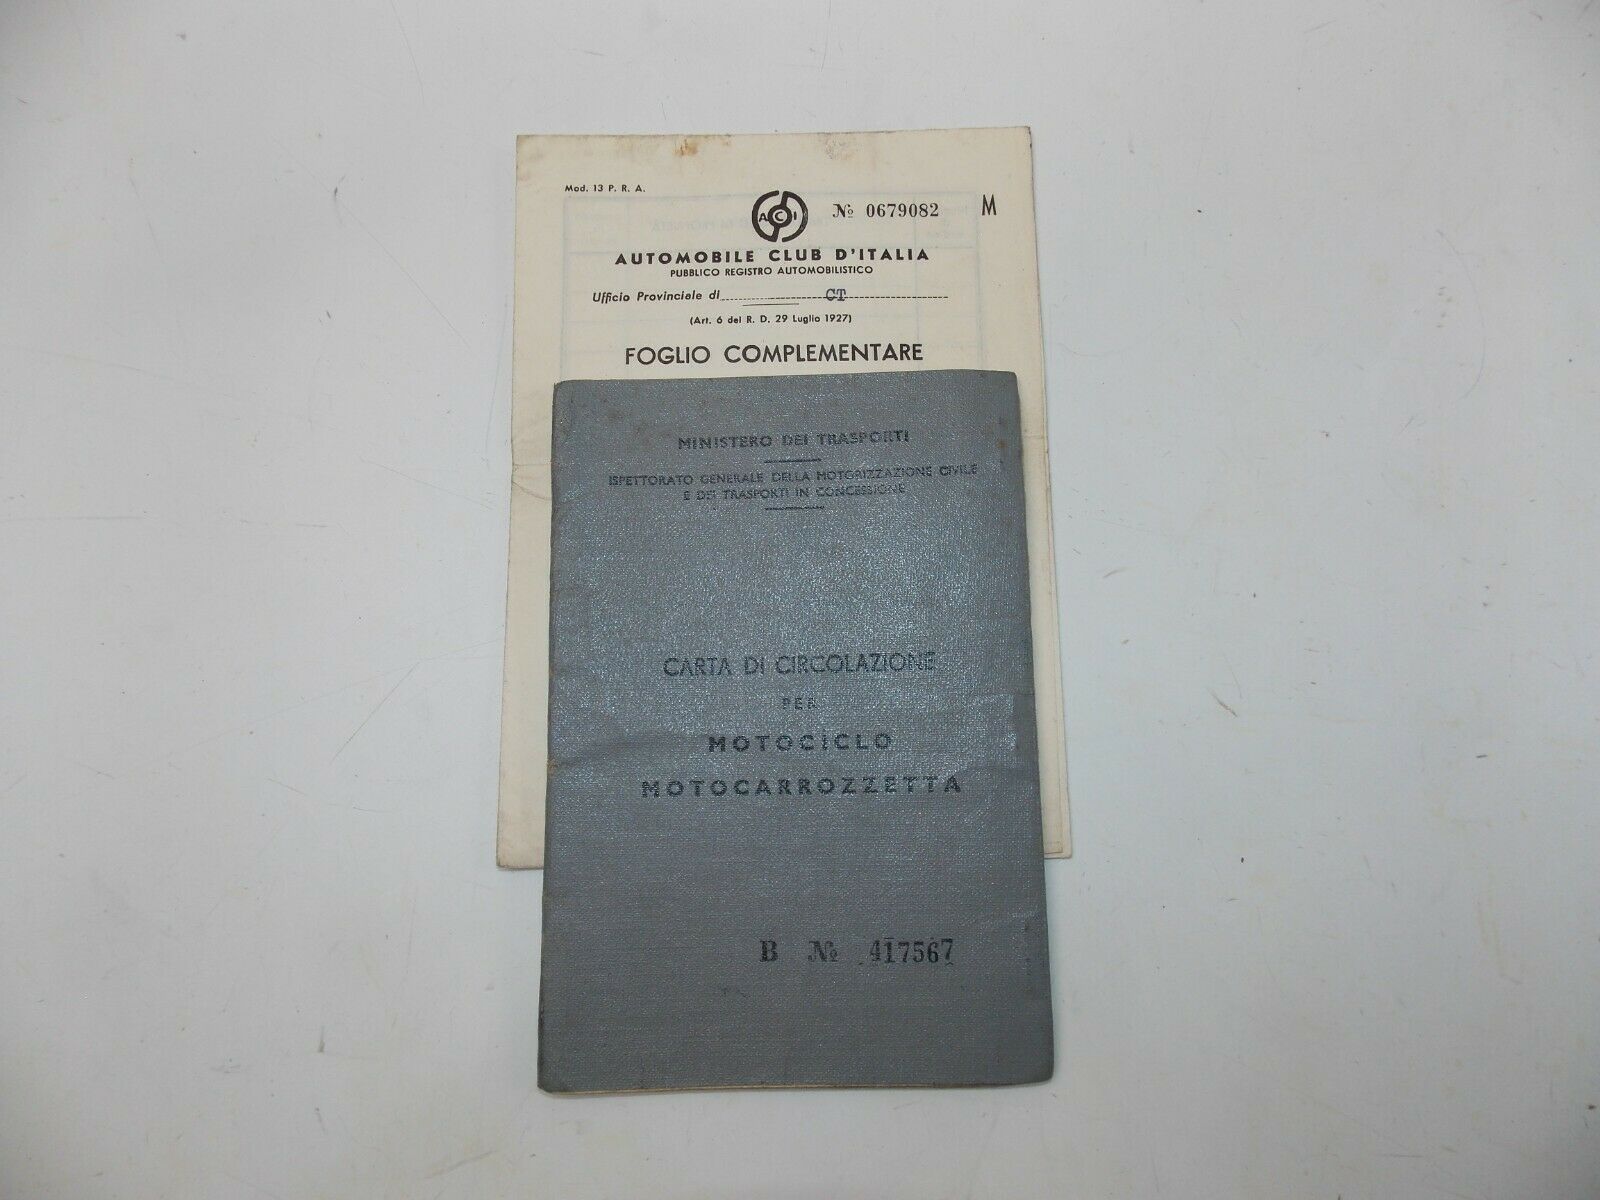 Mod. 13 P. R. A.
ACI
№ 0679082 M
AUTOMOBILE CLUB D'ITALIA
PUBBLICO REGISTRO AUTOMOBILISTICO
Ufficio Provinciale di CT
(Art. 6 del R. D. 29 Luglio 1927)
FOGLIO COMPLEMENTARE
MINISTERO DEI TRASPORTI
ISPETTORATO GENERALE DELLA MOTORIZZAZIONE CIVILE
E DEI TRASPORTI IN CONCESSIONE
CARTA DI CIRCOLAZIONE
PER
MOTOCICLO
MOTOCARROZZETTA
B № 417567